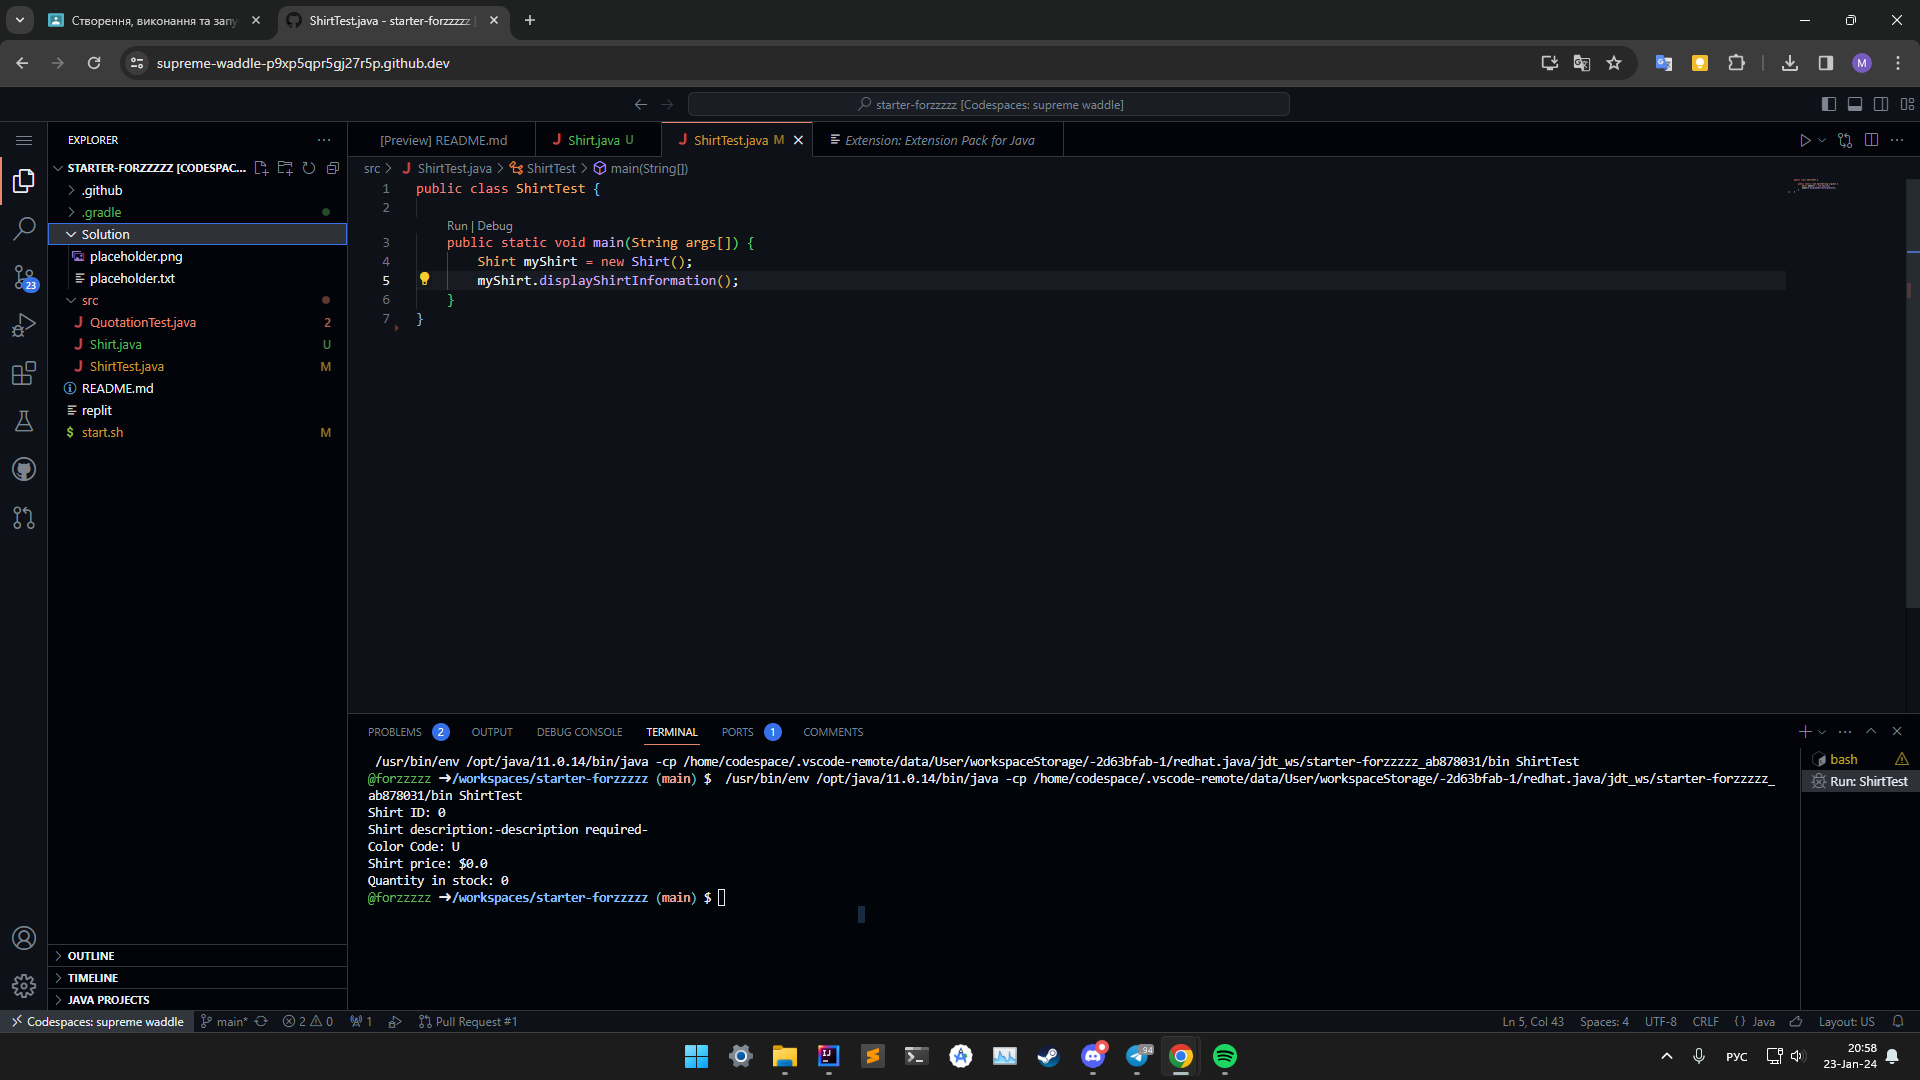 Створення, виконання та запу
ShirtTest.java - starter-forzzzzz
supreme-waddle-p9xp5qpr5gj27r5p.github.dev
M
starter-forzzzzz [Codespaces: supreme waddle]
EXPLORER
STARTER-FORZZZZZ [CODESPAC...
.github
.gradle
Solution
placeholder.png
placeholder.txt
src
QuotationTest.java 2
Shirt.java U
ShirtTest.java M
README.md
replit
start.sh M
23
OUTLINE
TIMELINE
JAVA PROJECTS
[Preview] README.md
Shirt.java U
ShirtTest.java M
Extension: Extension Pack for Java
src > ShirtTest.java > ShirtTest > main(String[])
1 public class ShirtTest {
2
Run | Debug
3 public static void main(String args[]) {
4 Shirt myShirt = new Shirt();
5 myShirt.displayShirtInformation();
6 }
7 }
PROBLEMS 2 OUTPUT DEBUG CONSOLE TERMINAL PORTS 1 COMMENTS
/usr/bin/env /opt/java/11.0.14/bin/java -cp /home/codespace/.vscode-remote/data/User/workspaceStorage/-2d63bfab-1/redhat.java/jdt_ws/starter-forzzzzz_ab878031/bin ShirtTest
@forzzzzz ➜/workspaces/starter-forzzzzz (main) $ /usr/bin/env /opt/java/11.0.14/bin/java -cp /home/codespace/.vscode-remote/data/User/workspaceStorage/-2d63bfab-1/redhat.java/jdt_ws/starter-forzzzzz_
ab878031/bin ShirtTest
Shirt ID: 0
Shirt description:-description required-
Color Code: U
Shirt price: $0.0
Quantity in stock: 0
@forzzzzz ➜/workspaces/starter-forzzzzz (main) $
bash
Run: ShirtTest
Codespaces: supreme waddle main* 2 0 1 Pull Request #1
Ln 5, Col 43 Spaces: 4 UTF-8 CRLF { } Java Layout: US
94
РУС
20:58
23-Jan-24